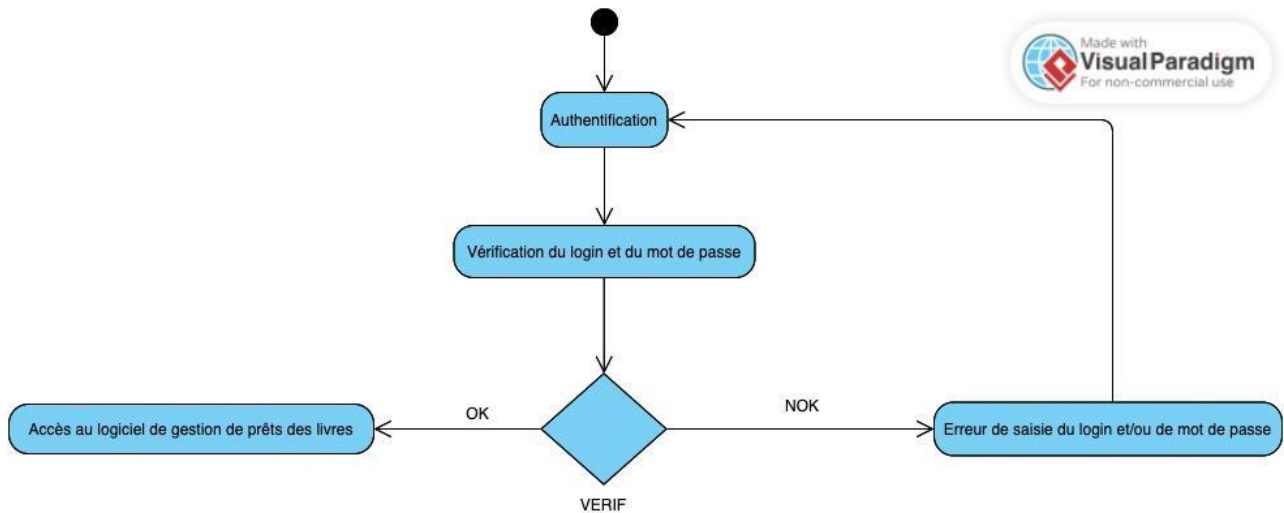 Made with
Visual Paradigm
For non-commercial use
Authentification
Vérification du login et du mot de passe
OK
NOK
Accès au logiciel de gestion de prêts des livres
Erreur de saisie du login et/ou de mot de passe
VERIF